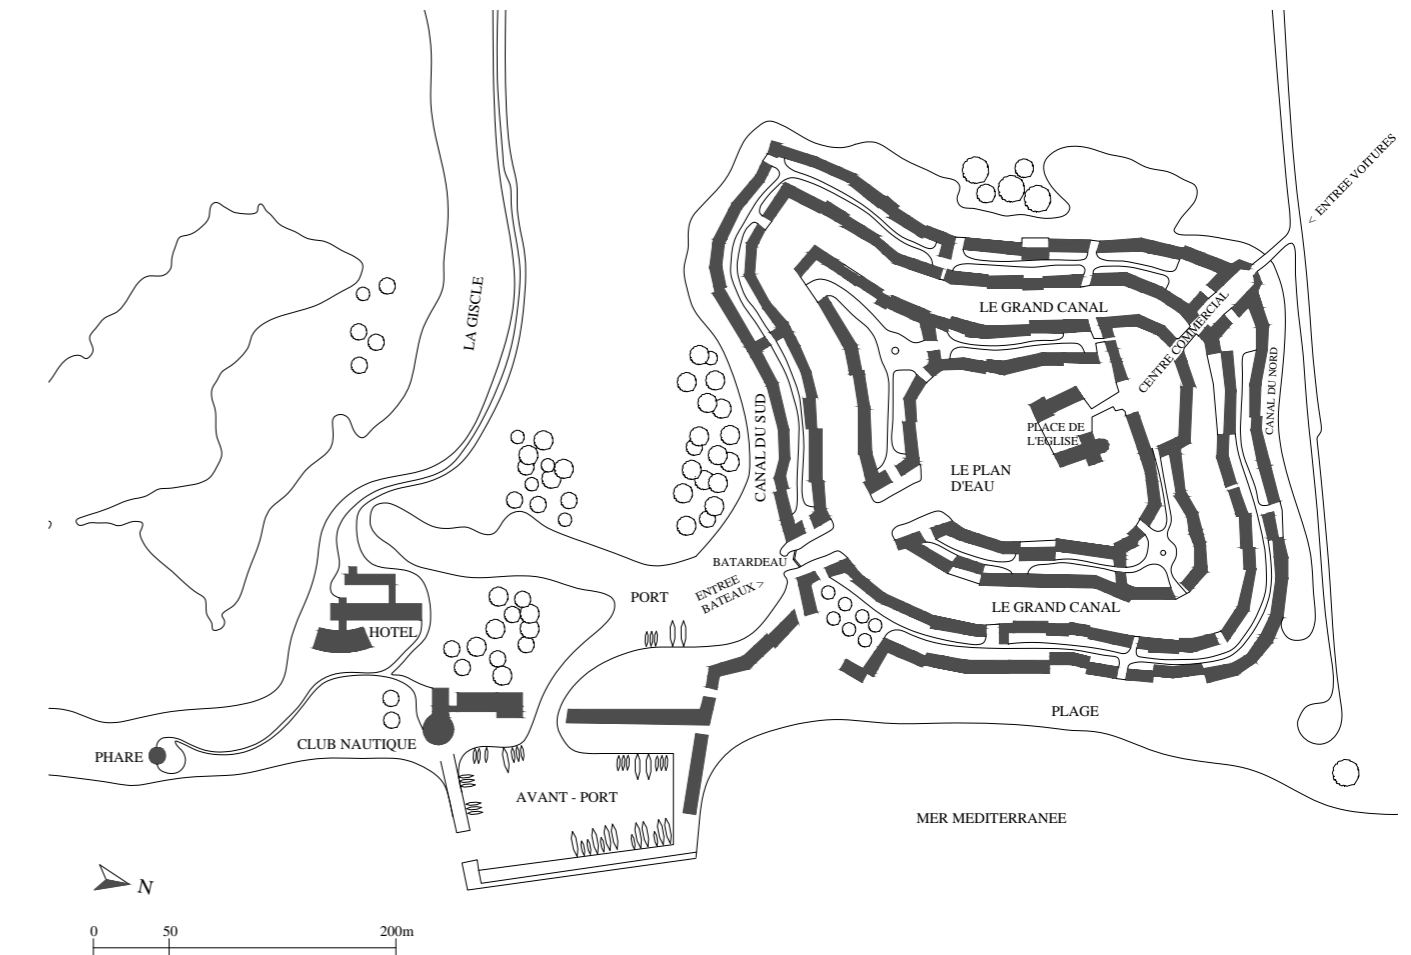 < ENTREE VOITURES
LA GISCLE
LE GRAND CANAL
CENTRE COMMERCIAL
CANAL DU NORD
CANAL DU SUD
PLACE DE
L'EGLISE
LE PLAN
D'EAU
BATARDEAU
ENTREE
BATEAUX >
PORT
LE GRAND CANAL
HOTEL
PLAGE
CLUB NAUTIQUE
PHARE
AVANT - PORT
MER MEDITERRANEE
N
0 50 200m